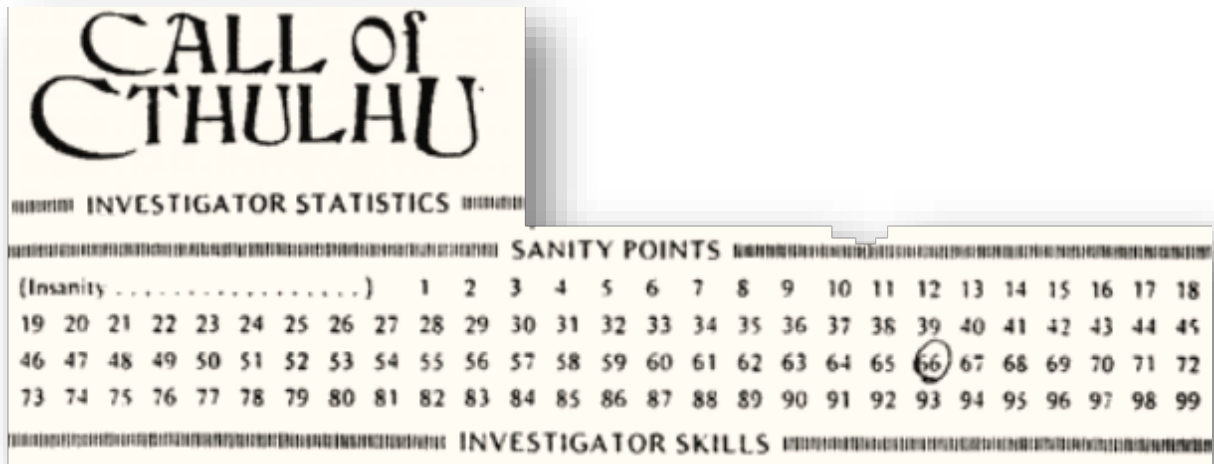 CALL of
CTHULHU
INVESTIGATOR STATISTICS
SANITY POINTS
(Insanity . . . . . . . . . . . . . . . . . .) 1 2 3 4 5 6 7 8 9 10 11 12 13 14 15 16 17 18
19 20 21 22 23 24 25 26 27 28 29 30 31 32 33 34 35 36 37 38 39 40 41 42 43 44 45
46 47 48 49 50 51 52 53 54 55 56 57 58 59 60 61 62 63 64 65 66 67 68 69 70 71 72
73 74 75 76 77 78 79 80 81 82 83 84 85 86 87 88 89 90 91 92 93 94 95 96 97 98 99
INVESTIGATOR SKILLS